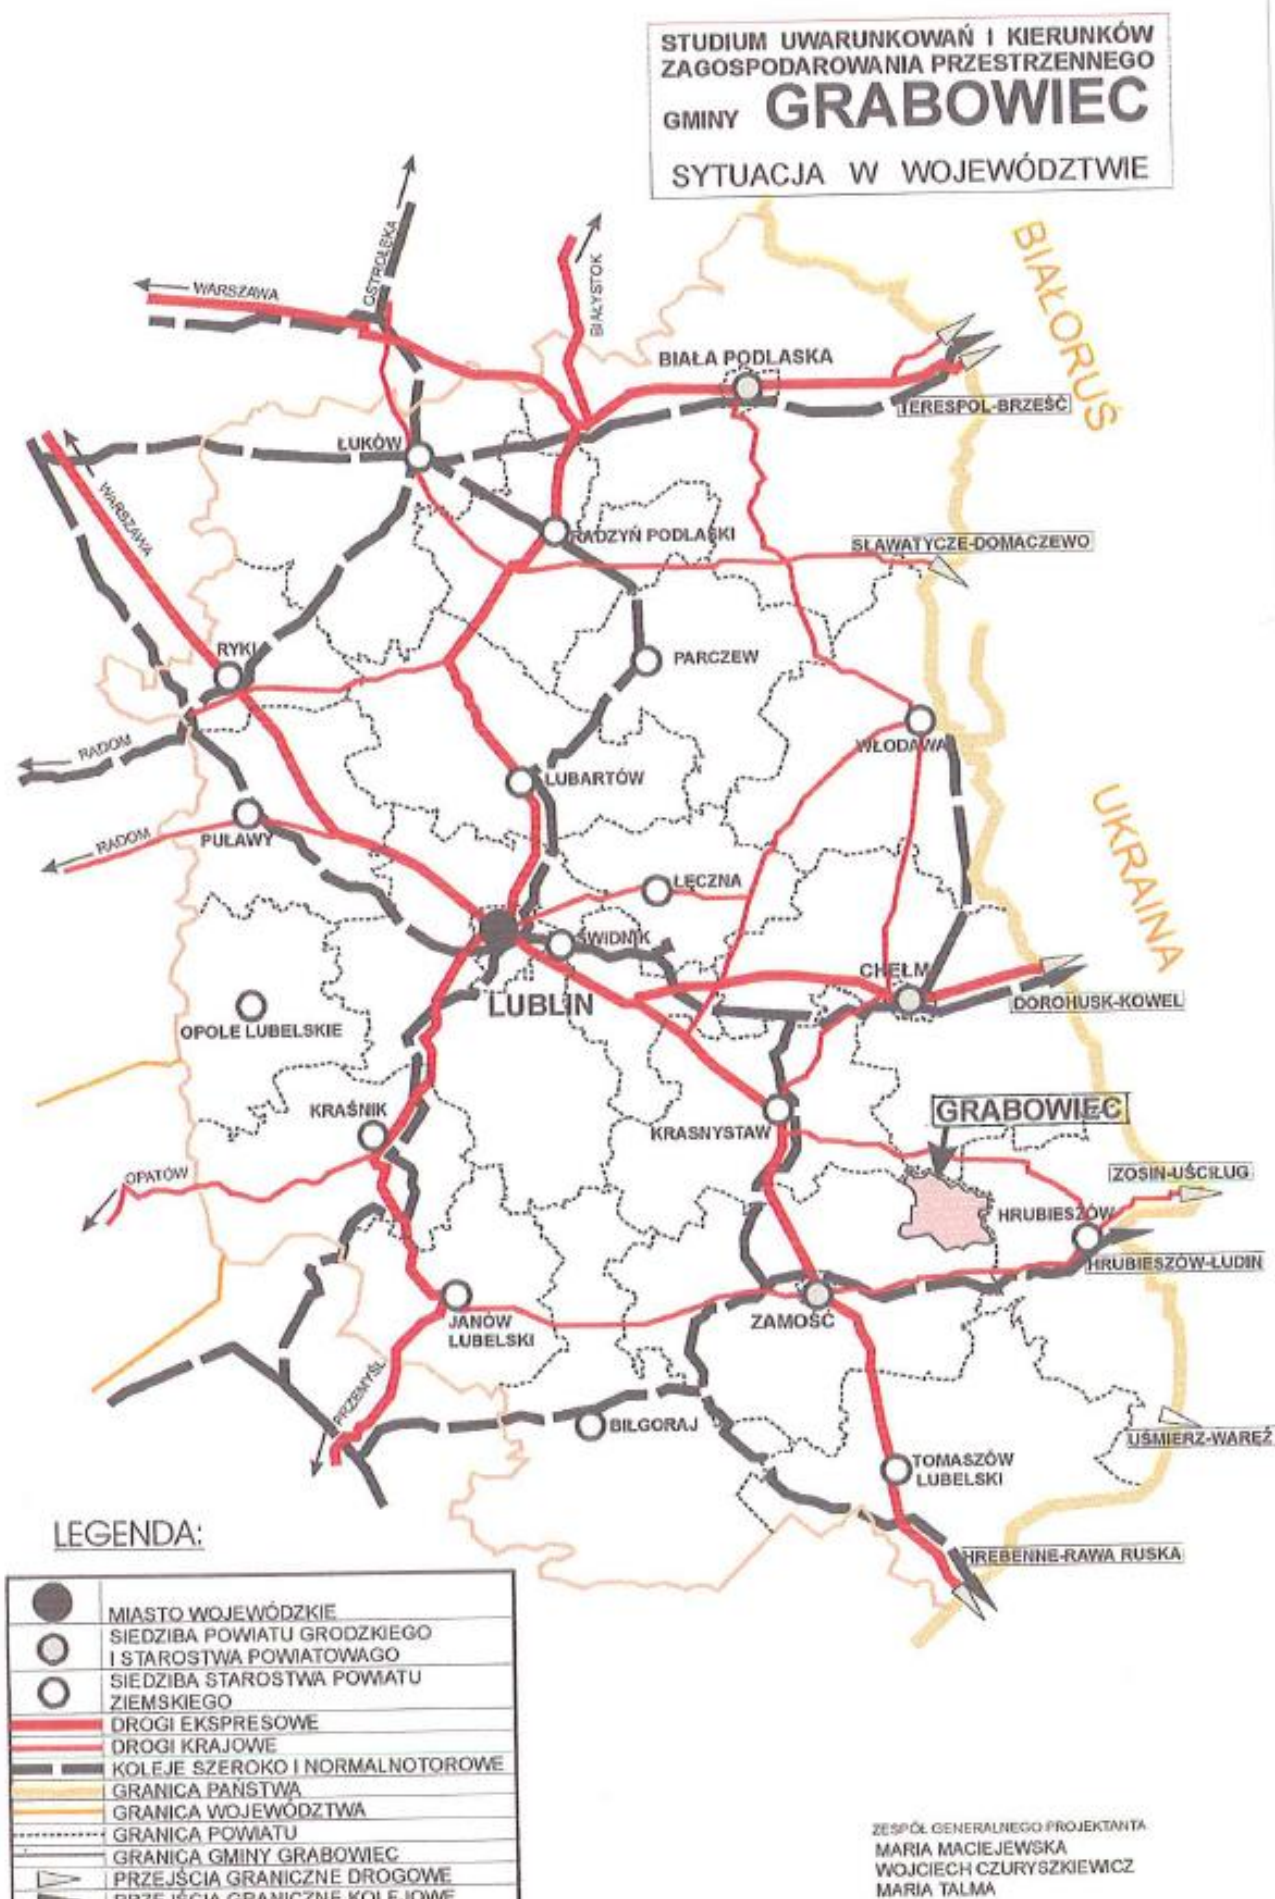 STUDIUM UWARUNKOWAŃ I KIERUNKÓW
ZAGOSPODAROWANIA PRZESTRZENNEGO
GMINY GRABOWIEC
SYTUACJA W WOJEWÓDZTWIE
OSTROŁĘKA
BIAŁYSTOK
WARSZAWA
BIAŁORUŚ
BIAŁA PODLASKA
TERESPOL-BRZEŚĆ
ŁUKÓW
WARSZAWA
RADZYŃ PODLASKI
SŁAWATYCZE-DOMACZEWO
RYKI
PARCZEW
WŁODAWA
RADOM
LUBARTÓW
UKRAINA
RADOM
PUŁAWY
ŁĘCZNA
ŚWIDNIK
CHEŁM
LUBLIN
DOROHUSK-KOWEL
OPOLE LUBELSKIE
KRAŚNIK
GRABOWIEC
KRASNYSTAW
OPATÓW
ZOSIN-UŚCIŁUG
HRUBIESZÓW
HRUBIESZÓW-ŁUDIN
JANÓW
LUBELSKI
ZAMOŚĆ
PRZEMYŚL
BIŁGORAJ
UŚMIERZ-WARĘŻ
TOMASZÓW
LUBELSKI
HREBENNE-RAWA RUSKA
LEGENDA:
MIASTO WOJEWÓDZKIE
SIEDZIBA POWIATU GRODZKIEGO
I STAROSTWA POWIATOWAGO
SIEDZIBA STAROSTWA POWIATU
ZIEMSKIEGO
DROGI EKSPRESOWE
DROGI KRAJOWE
KOLEJE SZEROKO I NORMALNOTOROWE
GRANICA PAŃSTWA
GRANICA WOJEWÓDZTWA
GRANICA POWIATU
GRANICA GMINY GRABOWIEC
PRZEJŚCIA GRANICZNE DROGOWE
PRZEJŚCIA GRANICZNE KOLEJOWE
ZESPÓŁ GENERALNEGO PROJEKTANTA
MARIA MACIEJEWSKA
WOJCIECH CZURYSZKIEWICZ
MARIA TALMA